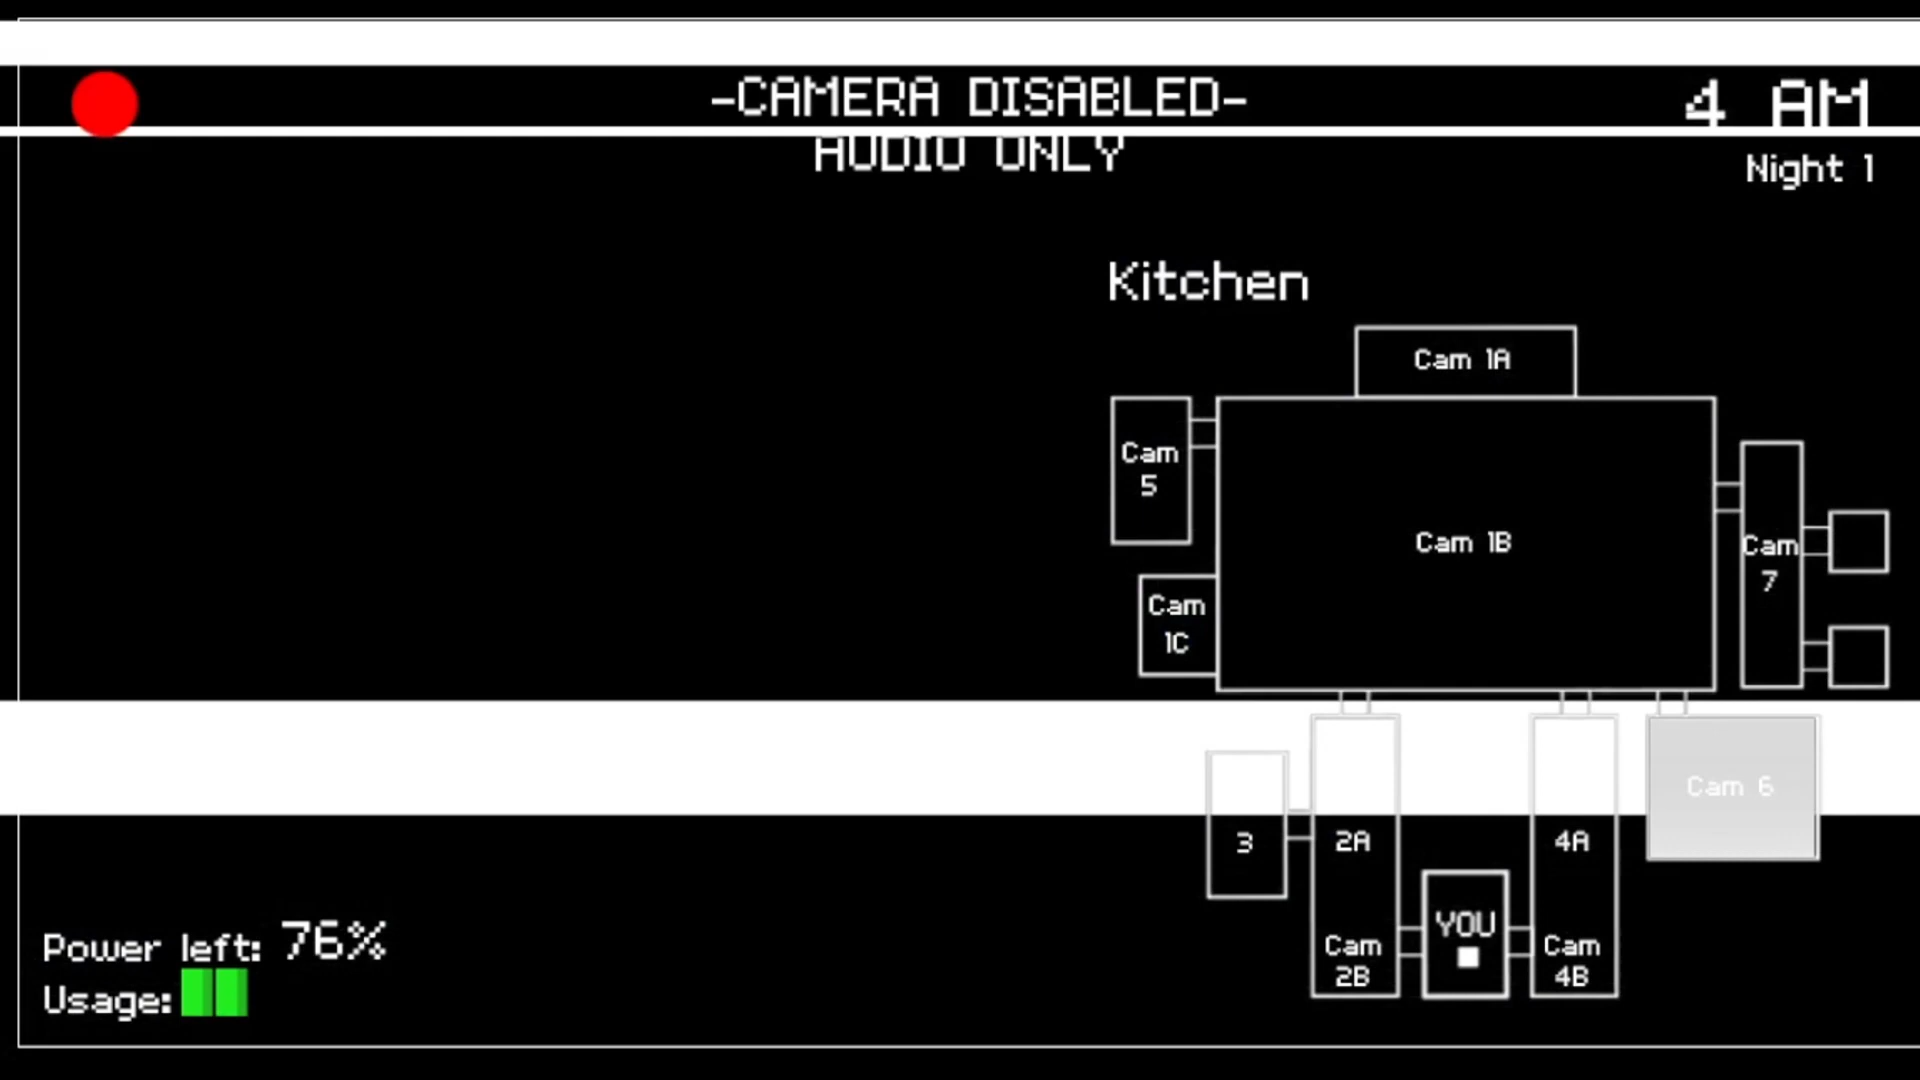 -CAMERA DISABLED-
AUDIO ONLY
4 AM
Night 1
Kitchen
Cam 1A
Cam
5
Cam 1B
Cam
7
Cam
1C
Cam 6
3
2A
4A
YOU
Cam
2B
Cam
4B
Power left: 76%
Usage: